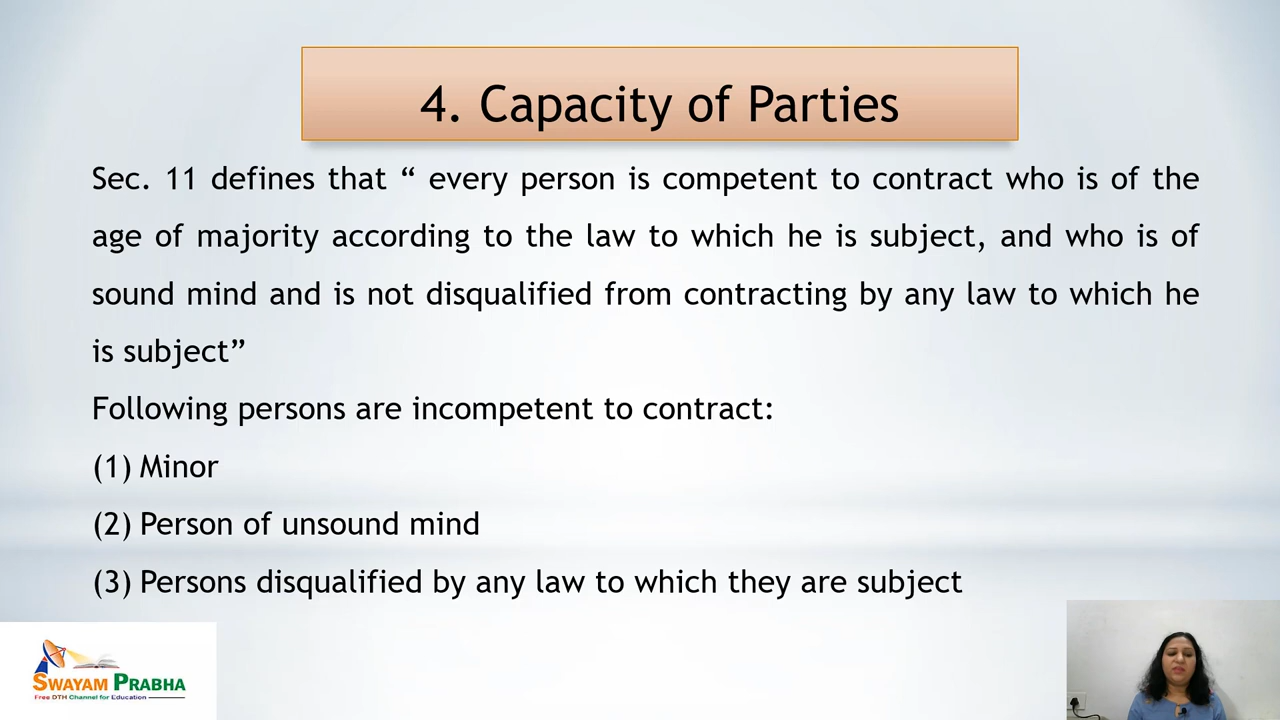 4. Capacity of Parties
Sec. 11 defines that “ every person is competent to contract who is of the
age of majority according to the law to which he is subject, and who is of
sound mind and is not disqualified from contracting by any law to which he
is subject”
Following persons are incompetent to contract:
(1) Minor
(2) Person of unsound mind
(3) Persons disqualified by any law to which they are subject
SWAYAM PRABHA
Free DTH Channel for Education